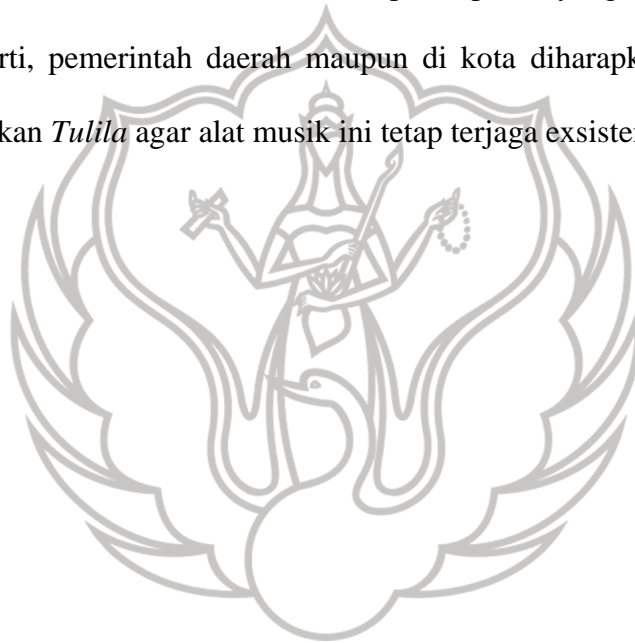 rti, pemerintah daerah maupun di kota diharapk
kan Tulila agar alat musik ini tetap terjaga exsister